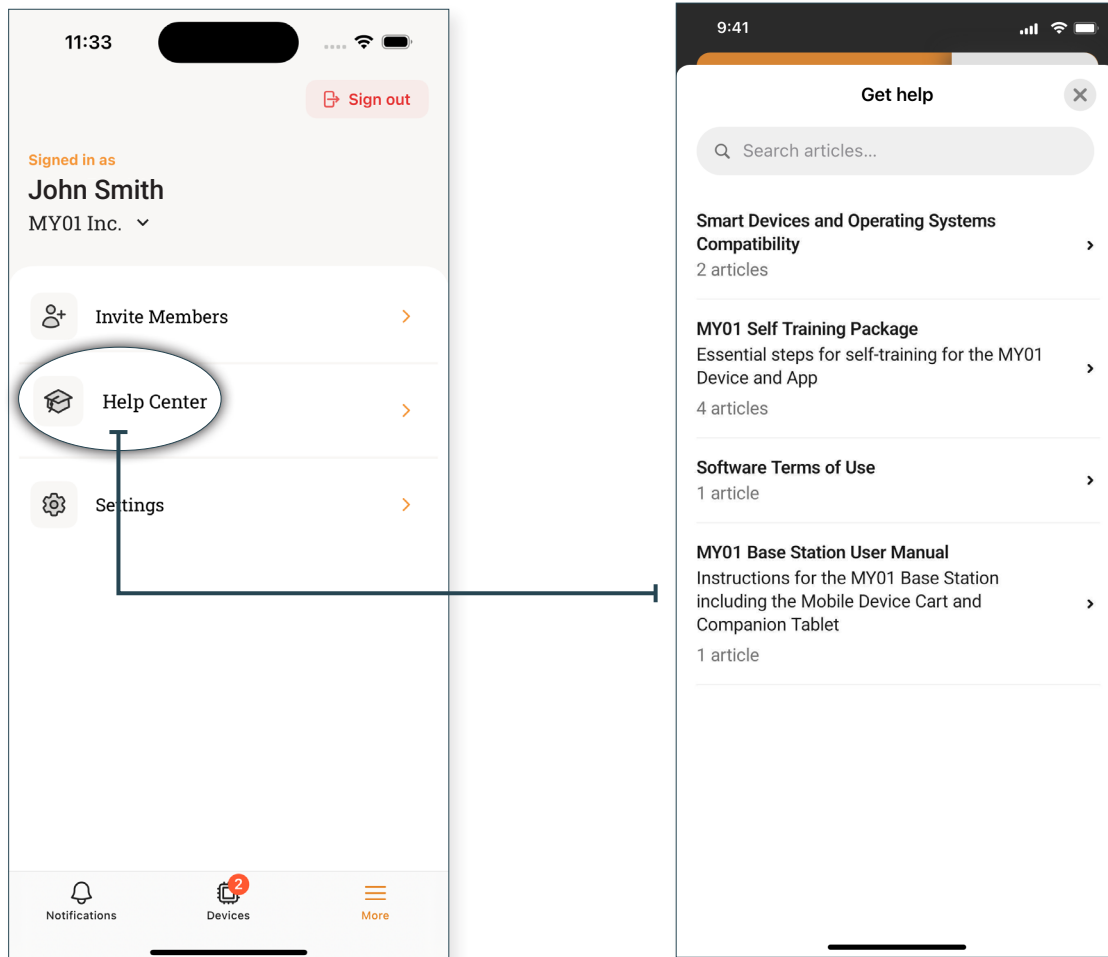 11:33
Sign out
Signed in as
John Smith
MY01 Inc.
Invite Members
Help Center
Settings
2
Notifications
Devices
More
9:41
Get help
Search articles...
Smart Devices and Operating Systems
Compatibility
2 articles
MY01 Self Training Package
Essential steps for self-training for the MY01
Device and App
4 articles
Software Terms of Use
1 article
MY01 Base Station User Manual
Instructions for the MY01 Base Station
including the Mobile Device Cart and
Companion Tablet
1 article